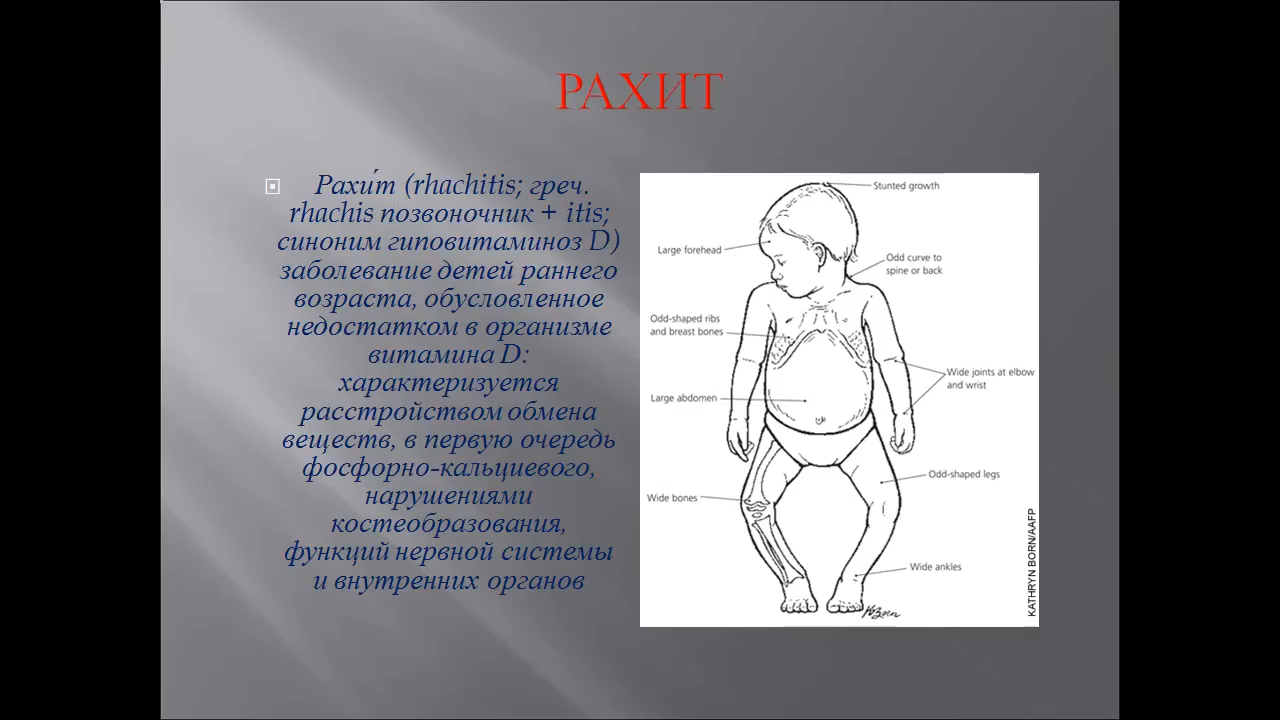 РАХИТ
Рахи́т (rhachitis; греч.
rhachis позвоночник + itis;
синоним гиповитаминоз D)
заболевание детей раннего
возраста, обусловленное
недостатком в организме
витамина D:
характеризуется
расстройством обмена
веществ, в первую очередь
фосфорно-кальциевого,
нарушениями
костеобразования,
функций нервной системы
и внутренних органов
Stunted growth
Large forehead
Odd curve to
spine or back
Odd-shaped ribs
and breast bones
Wide joints at elbow
and wrist
Large abdomen
Odd-shaped legs
Wide bones
Wide ankles
KATHRYN BORN/AAFP